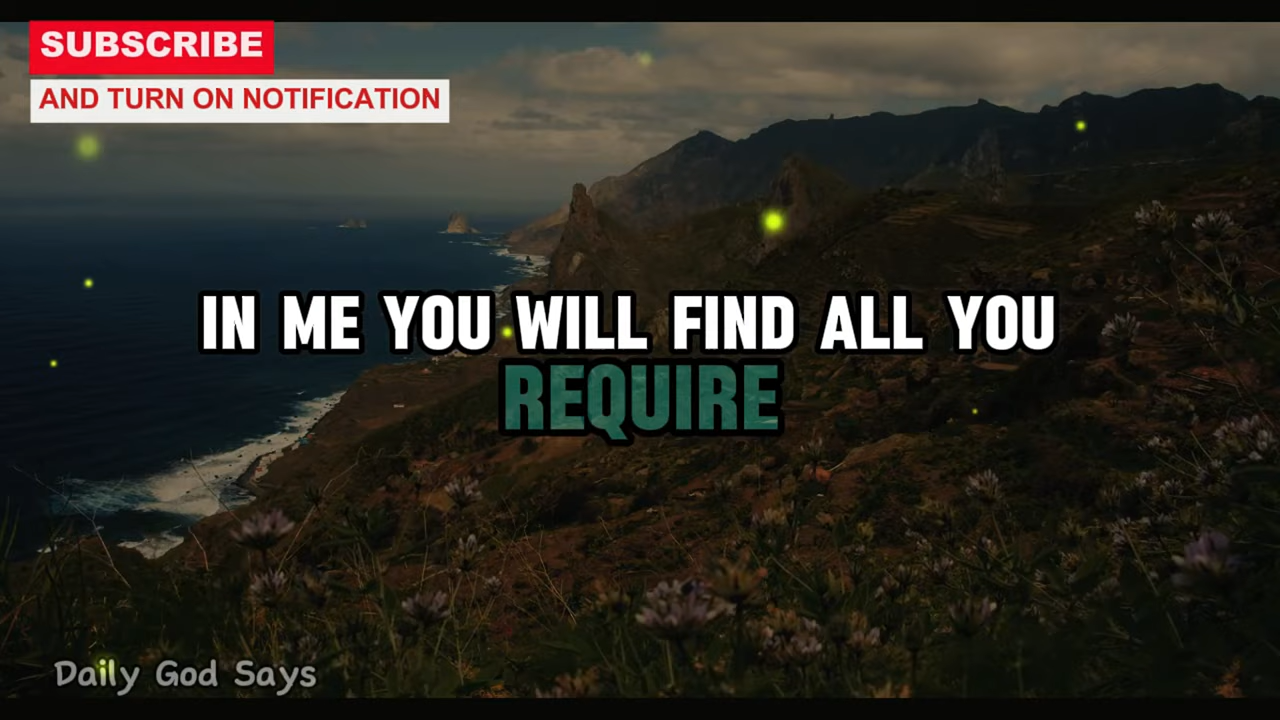 SUBSCRIBE
AND TURN ON NOTIFICATION
IN ME YOU WILL FIND ALL YOU
REQUIRE
Daily God Says